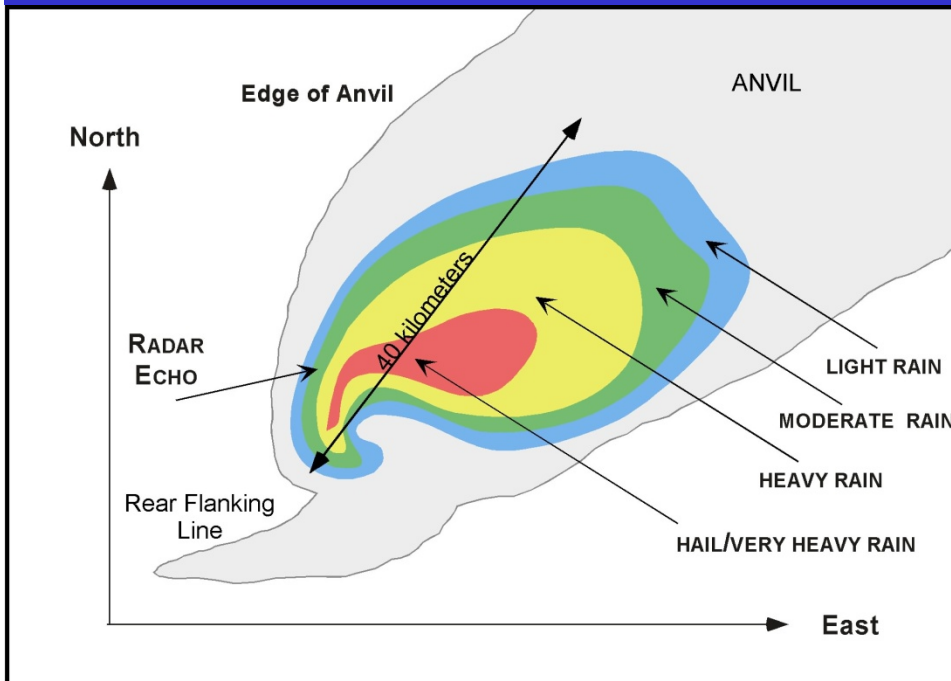 ANVIL
Edge of Anvil
North
40 kilometers
RADAR
ECHO
LIGHT RAIN
MODERATE RAIN
HEAVY RAIN
Rear Flanking
Line
HAIL/VERY HEAVY RAIN
East